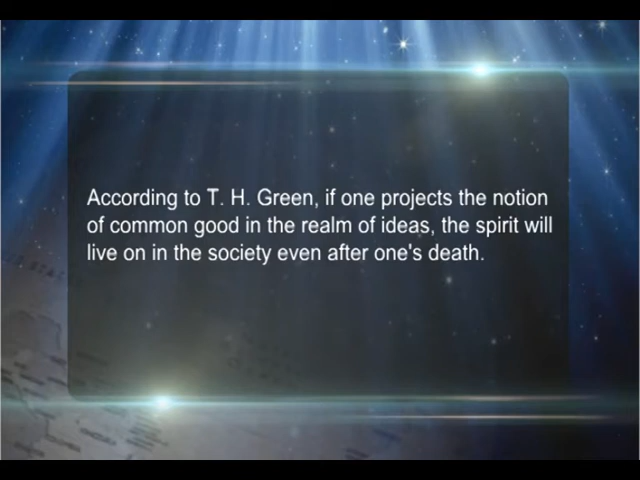 According to T. H. Green, if one projects the notion
of common good in the realm of ideas, the spirit will
live on in the society even after one's death.